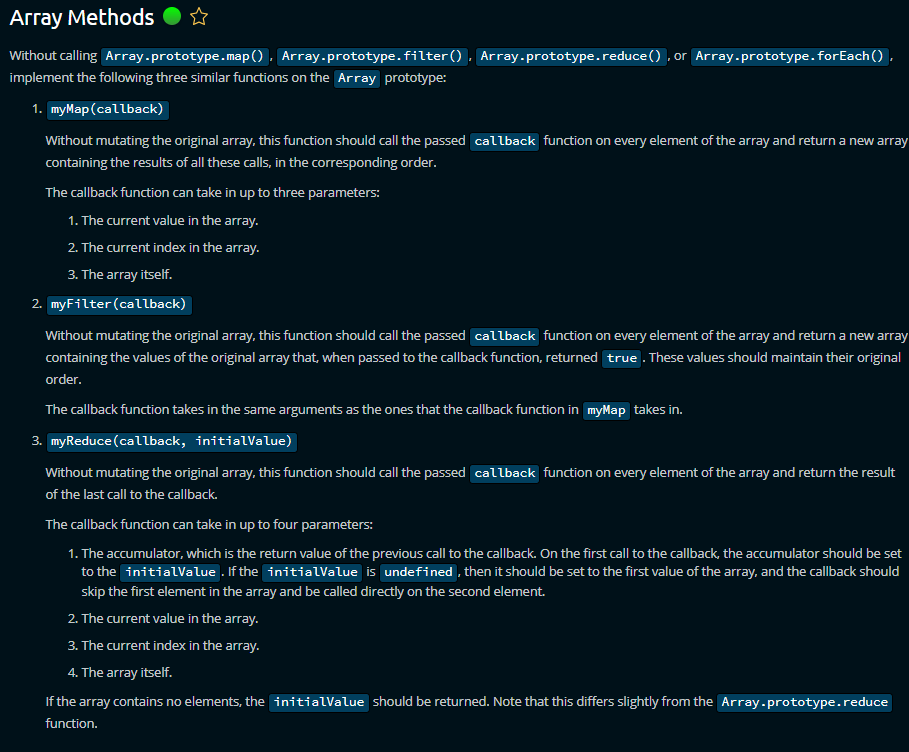 Array Methods
Without calling Array.prototype.map() , Array.prototype.filter() , Array.prototype.reduce() , or Array.prototype.forEach() ,
implement the following three similar functions on the Array prototype:
1. myMap(callback)
Without mutating the original array, this function should call the passed callback function on every element of the array and return a new array
containing the results of all these calls, in the corresponding order.
The callback function can take in up to three parameters:
1. The current value in the array.
2. The current index in the array.
3. The array itself.
2. myFilter(callback)
Without mutating the original array, this function should call the passed callback function on every element of the array and return a new array
containing the values of the original array that, when passed to the callback function, returned true . These values should maintain their original
order.
The callback function takes in the same arguments as the ones that the callback function in myMap takes in.
3. myReduce(callback, initialValue)
Without mutating the original array, this function should call the passed callback function on every element of the array and return the result
of the last call to the callback.
The callback function can take in up to four parameters:
1. The accumulator, which is the return value of the previous call to the callback. On the first call to the callback, the accumulator should be set
to the initialValue . If the initialValue is undefined , then it should be set to the first value of the array, and the callback should
skip the first element in the array and be called directly on the second element.
2. The current value in the array.
3. The current index in the array.
4. The array itself.
If the array contains no elements, the initialValue should be returned. Note that this differs slightly from the Array.prototype.reduce
function.